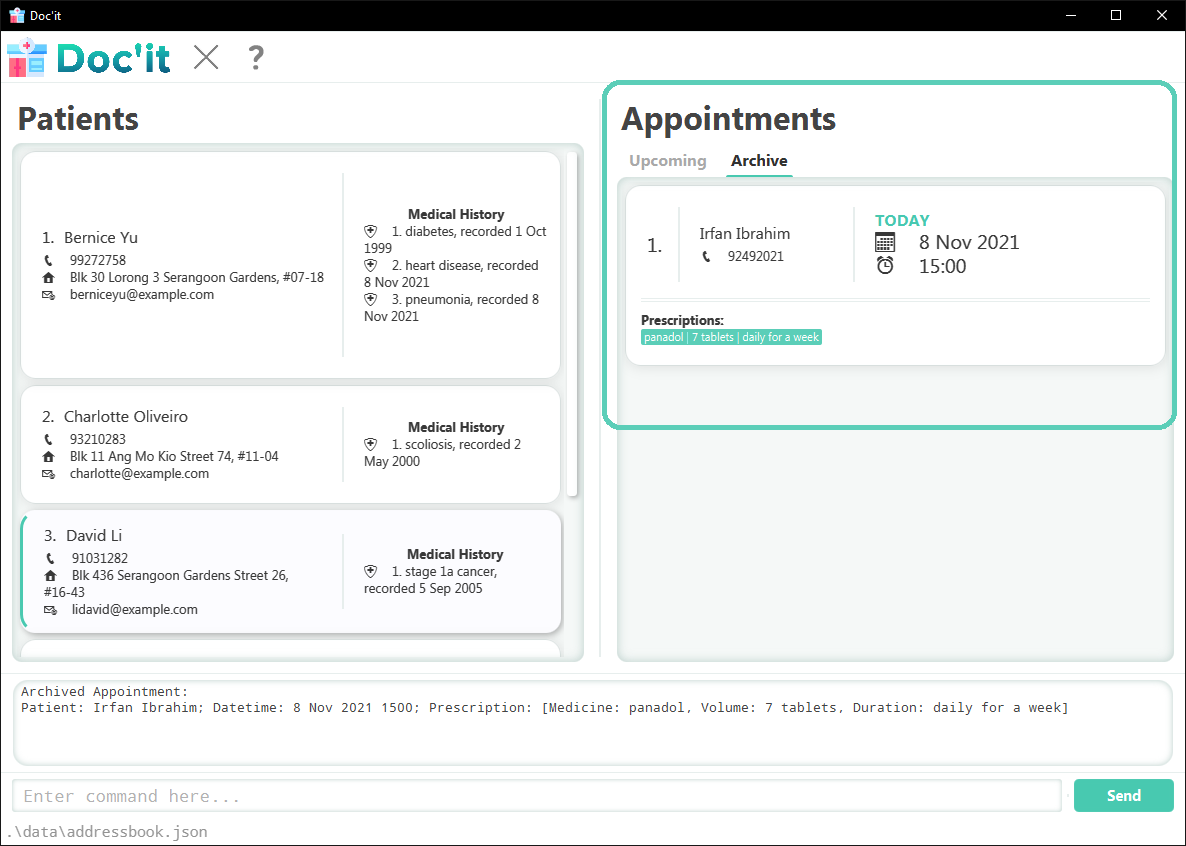 Doc'it
Doc'it
?
Patients
1. Bernice Yu
99272758
Blk 30 Lorong 3 Serangoon Gardens, #07-18
berniceyu@example.com
Medical History
1. diabetes, recorded 1 Oct
1999
2. heart disease, recorded
8 Nov 2021
3. pneumonia, recorded 8
Nov 2021
2. Charlotte Oliveiro
93210283
Blk 11 Ang Mo Kio Street 74, #11-04
charlotte@example.com
Medical History
1. scoliosis, recorded 2
May 2000
3. David Li
91031282
Blk 436 Serangoon Gardens Street 26,
#16-43
lidavid@example.com
Medical History
1. stage 1a cancer,
recorded 5 Sep 2005
Appointments
Upcoming Archive
1.
Irfan Ibrahim
92492021
TODAY
8 Nov 2021
15:00
Prescriptions:
panadol | 7 tablets | daily for a week
Archived Appointment:
Patient: Irfan Ibrahim; Datetime: 8 Nov 2021 1500; Prescription: [Medicine: panadol, Volume: 7 tablets, Duration: daily for a week]
Enter command here...
Send
.\data\addressbook.json